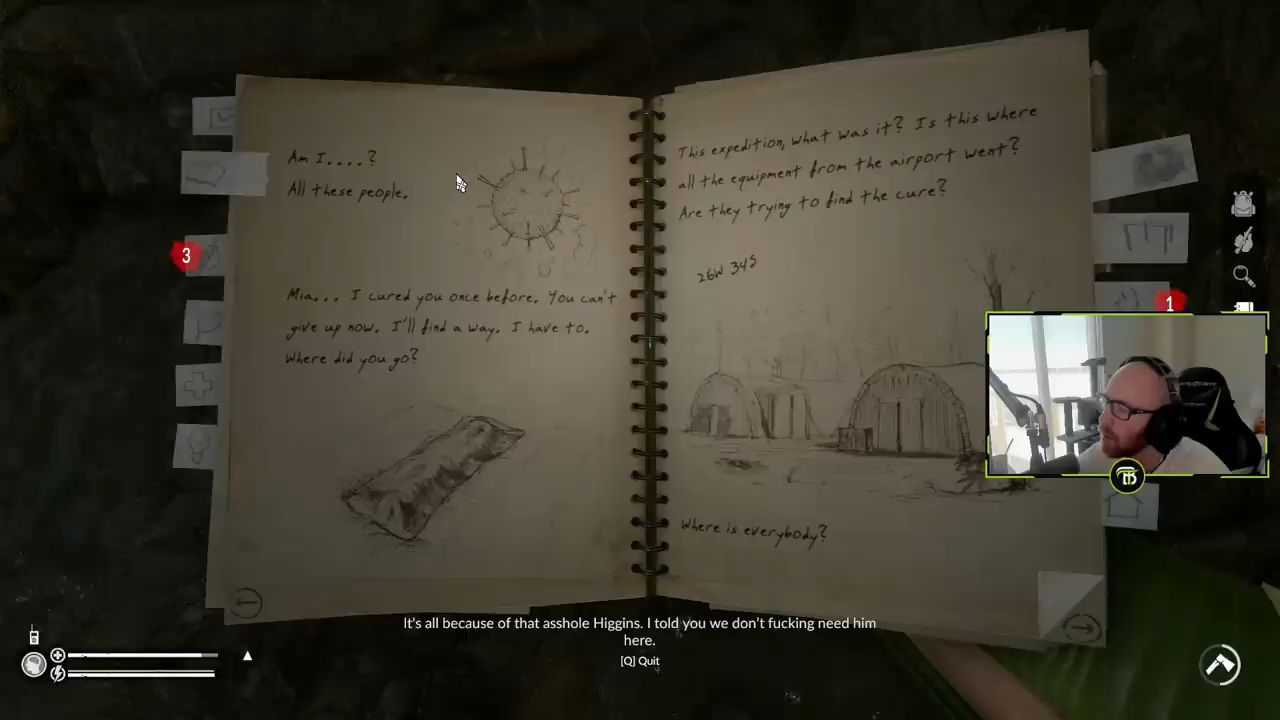 Am I....?
All these people.
3
Mia... I cured you once before. You can't
give up now. I'll find a way. I have to.
Where did you go?
This expedition, what was it? Is this where
all the equipment from the airport went?
Are they trying to find the cure?
26W 34S
1
Where is everybody?
It's all because of that asshole Higgins. I told you we don't fucking need him
here.
[Q] Quit